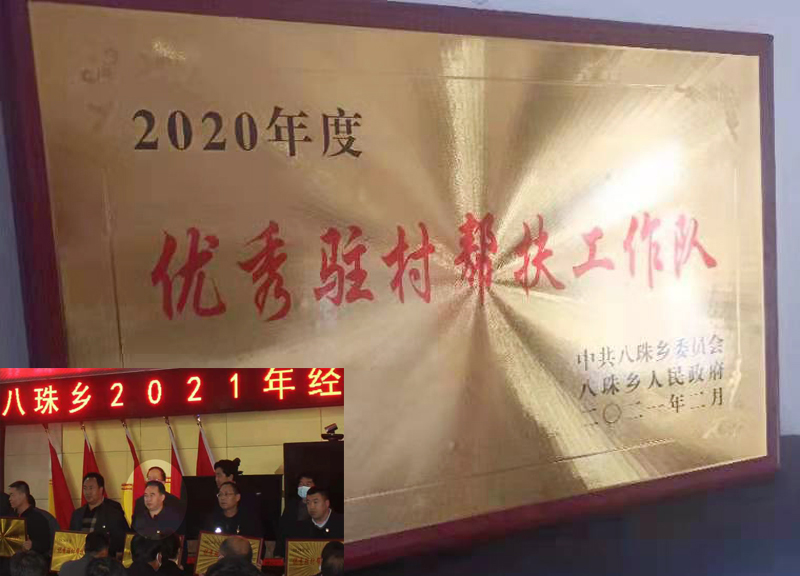 2020年度
优秀驻村帮扶工作队
中共八珠乡委员会
八珠乡人民政府
二〇二一年二月
八珠乡2021年经